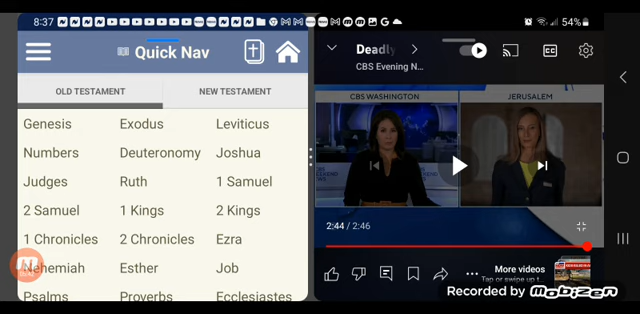 8:37
54%
Quick Nav
OLD TESTAMENT
NEW TESTAMENT
Genesis Exodus Leviticus
Numbers Deuteronomy Joshua
Judges Ruth 1 Samuel
2 Samuel 1 Kings 2 Kings
1 Chronicles 2 Chronicles Ezra
Nehemiah Esther Job
Psalms Proverbs Ecclesiastes
Deadly
CBS Evening N...
CC
CBS WASHINGTON
JERUSALEM
2:44 / 2:46
More videos
Tap or swipe up t
Recorded by Mobizen